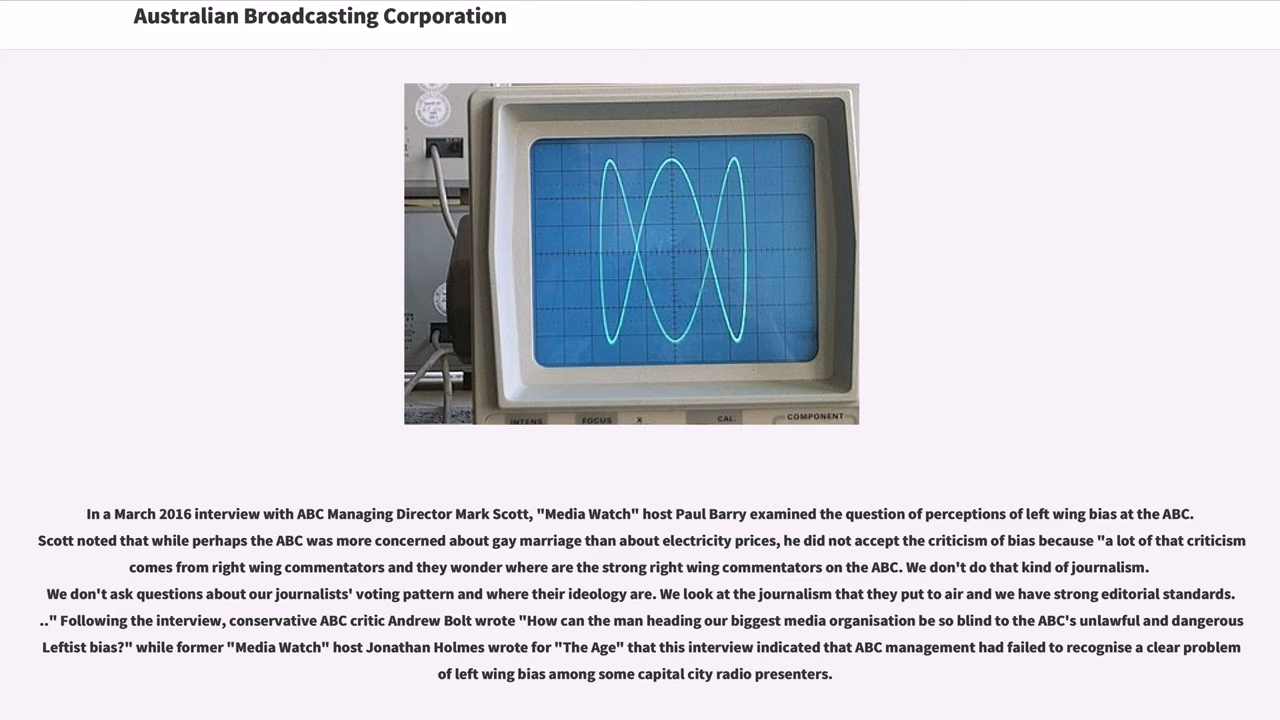 Australian Broadcasting Corporation
INTENS
FOCUS
X
CAL.
COMPONENT
In a March 2016 interview with ABC Managing Director Mark Scott, "Media Watch" host Paul Barry examined the question of perceptions of left wing bias at the ABC.
Scott noted that while perhaps the ABC was more concerned about gay marriage than about electricity prices, he did not accept the criticism of bias because "a lot of that criticism
comes from right wing commentators and they wonder where are the strong right wing commentators on the ABC. We don't do that kind of journalism.
We don't ask questions about our journalists' voting pattern and where their ideology are. We look at the journalism that they put to air and we have strong editorial standards.
.." Following the interview, conservative ABC critic Andrew Bolt wrote "How can the man heading our biggest media organisation be so blind to the ABC's unlawful and dangerous
Leftist bias?" while former "Media Watch" host Jonathan Holmes wrote for "The Age" that this interview indicated that ABC management had failed to recognise a clear problem
of left wing bias among some capital city radio presenters.